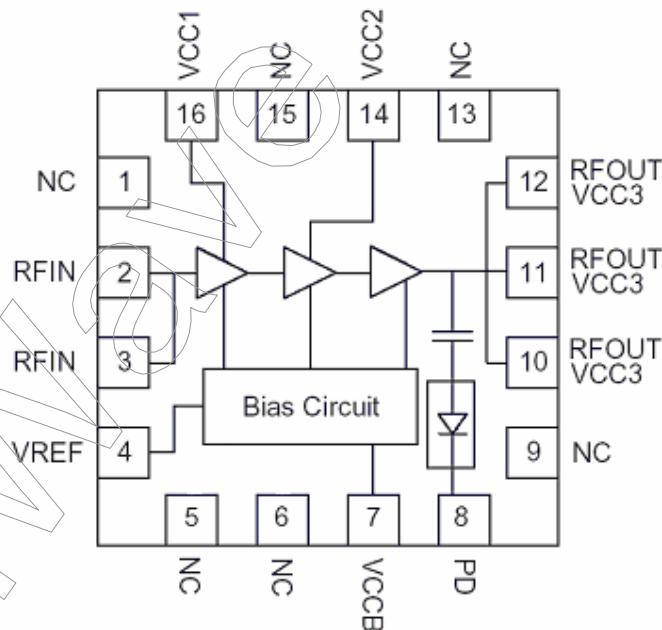 VCC1
NC
VCC2
NC
16
15
14
13
NC
1
12
RFOUT
VCC3
RFIN
2
11
RFOUT
VCC3
RFIN
3
10
RFOUT
VCC3
Bias Circuit
VREF
4
9
NC
5
6
7
8
NC
NC
VCCB
PD